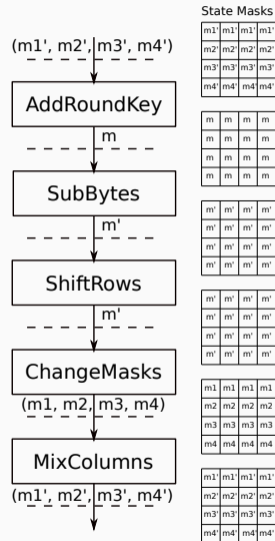 State Masks
(m1', m2', m3', m4')
m1' m1' m1' m1'
m2' m2' m2' m2'
m3' m3' m3' m3'
m4' m4' m4' m4'
AddRoundKey
m
m m m m
m m m m
m m m m
m m m m
SubBytes
m'
m' m' m' m'
m' m' m' m'
m' m' m' m'
m' m' m' m'
ShiftRows
m'
m' m' m' m'
m' m' m' m'
m' m' m' m'
m' m' m' m'
ChangeMasks
(m1, m2, m3, m4)
m1 m1 m1 m1
m2 m2 m2 m2
m3 m3 m3 m3
m4 m4 m4 m4
MixColumns
(m1', m2', m3', m4')
m1' m1' m1' m1'
m2' m2' m2' m2'
m3' m3' m3' m3'
m4' m4' m4' m4'